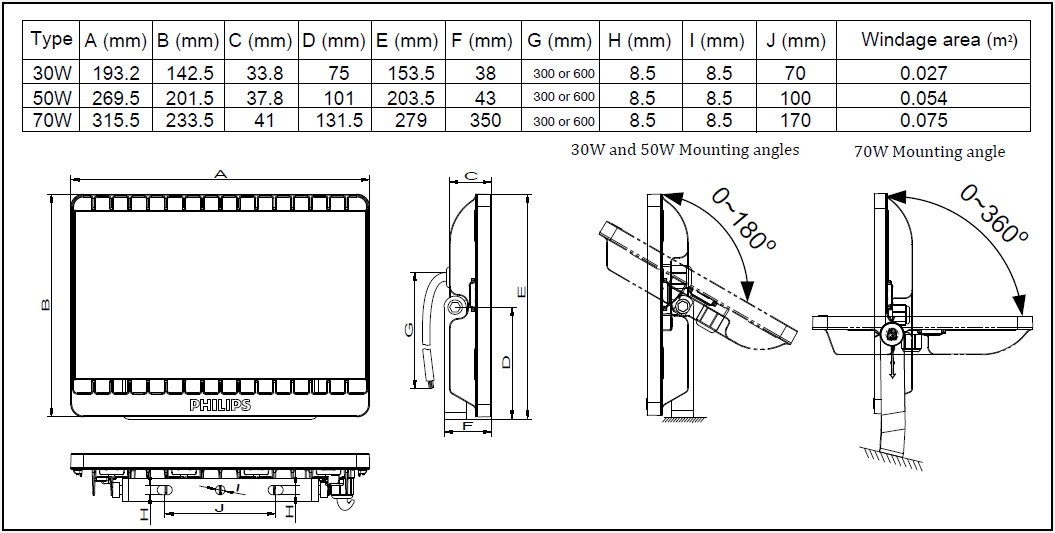 Type A (mm) B (mm) C (mm) D (mm) E (mm) F (mm) G (mm) H (mm) I (mm) J (mm) Windage area (m²)
30W 193.2 142.5 33.8 75 153.5 38 300 or 600 8.5 8.5 70 0.027
50W 269.5 201.5 37.8 101 203.5 43 300 or 600 8.5 8.5 100 0.054
70W 315.5 233.5 41 131.5 279 350 300 or 600 8.5 8.5 170 0.075
30W and 50W Mounting angles
70W Mounting angle
A
C
0~180°
0~360°
B
E
G
D
PHILIPS
F
I
J
H
H